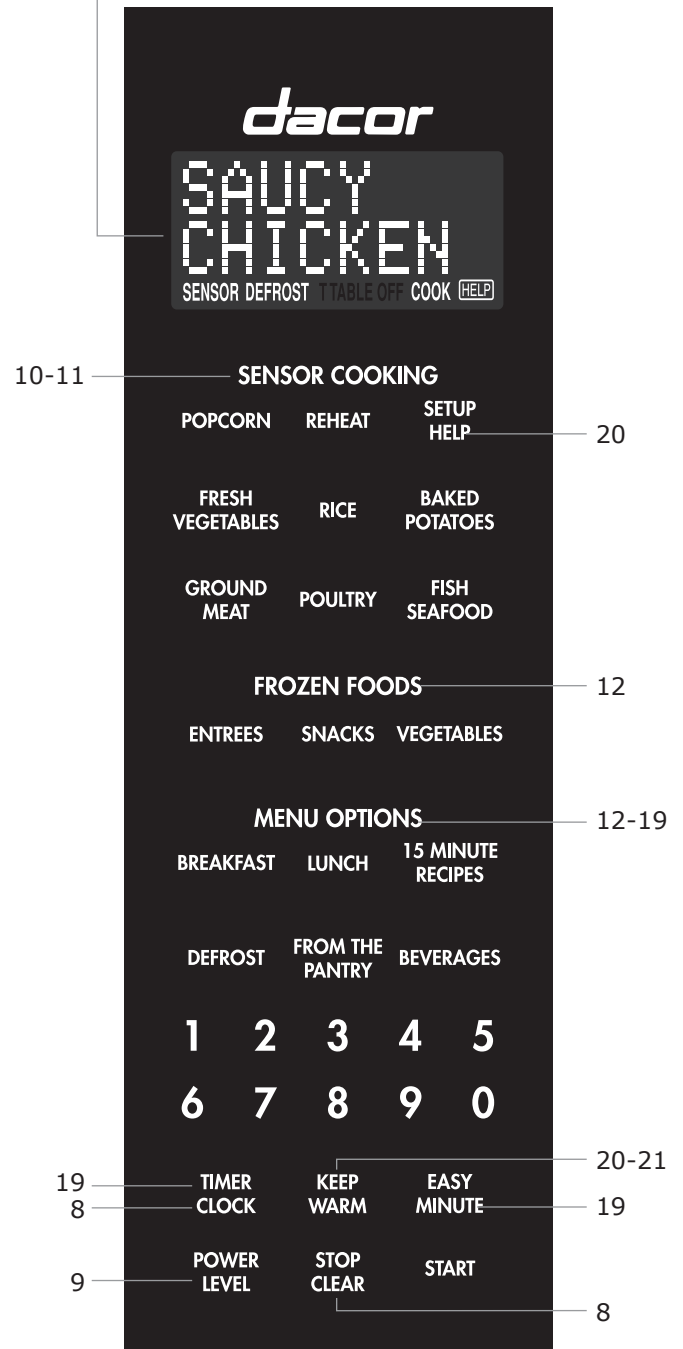 dacor
SAUCY
CHICKEN
SENSOR DEFROST T TABLE OFF COOK HELP
10-11 SENSOR COOKING
POPCORN REHEAT SETUP HELP 20
FRESH VEGETABLES RICE BAKED POTATOES
GROUND MEAT POULTRY FISH SEAFOOD
FROZEN FOODS 12
ENTREES SNACKS VEGETABLES
MENU OPTIONS 12-19
BREAKFAST LUNCH 15 MINUTE RECIPES
DEFROST FROM THE PANTRY BEVERAGES
1 2 3 4 5
6 7 8 9 0
20-21
19 TIMER KEEP EASY
8 CLOCK WARM MINUTE 19
POWER STOP START
9 LEVEL CLEAR
8